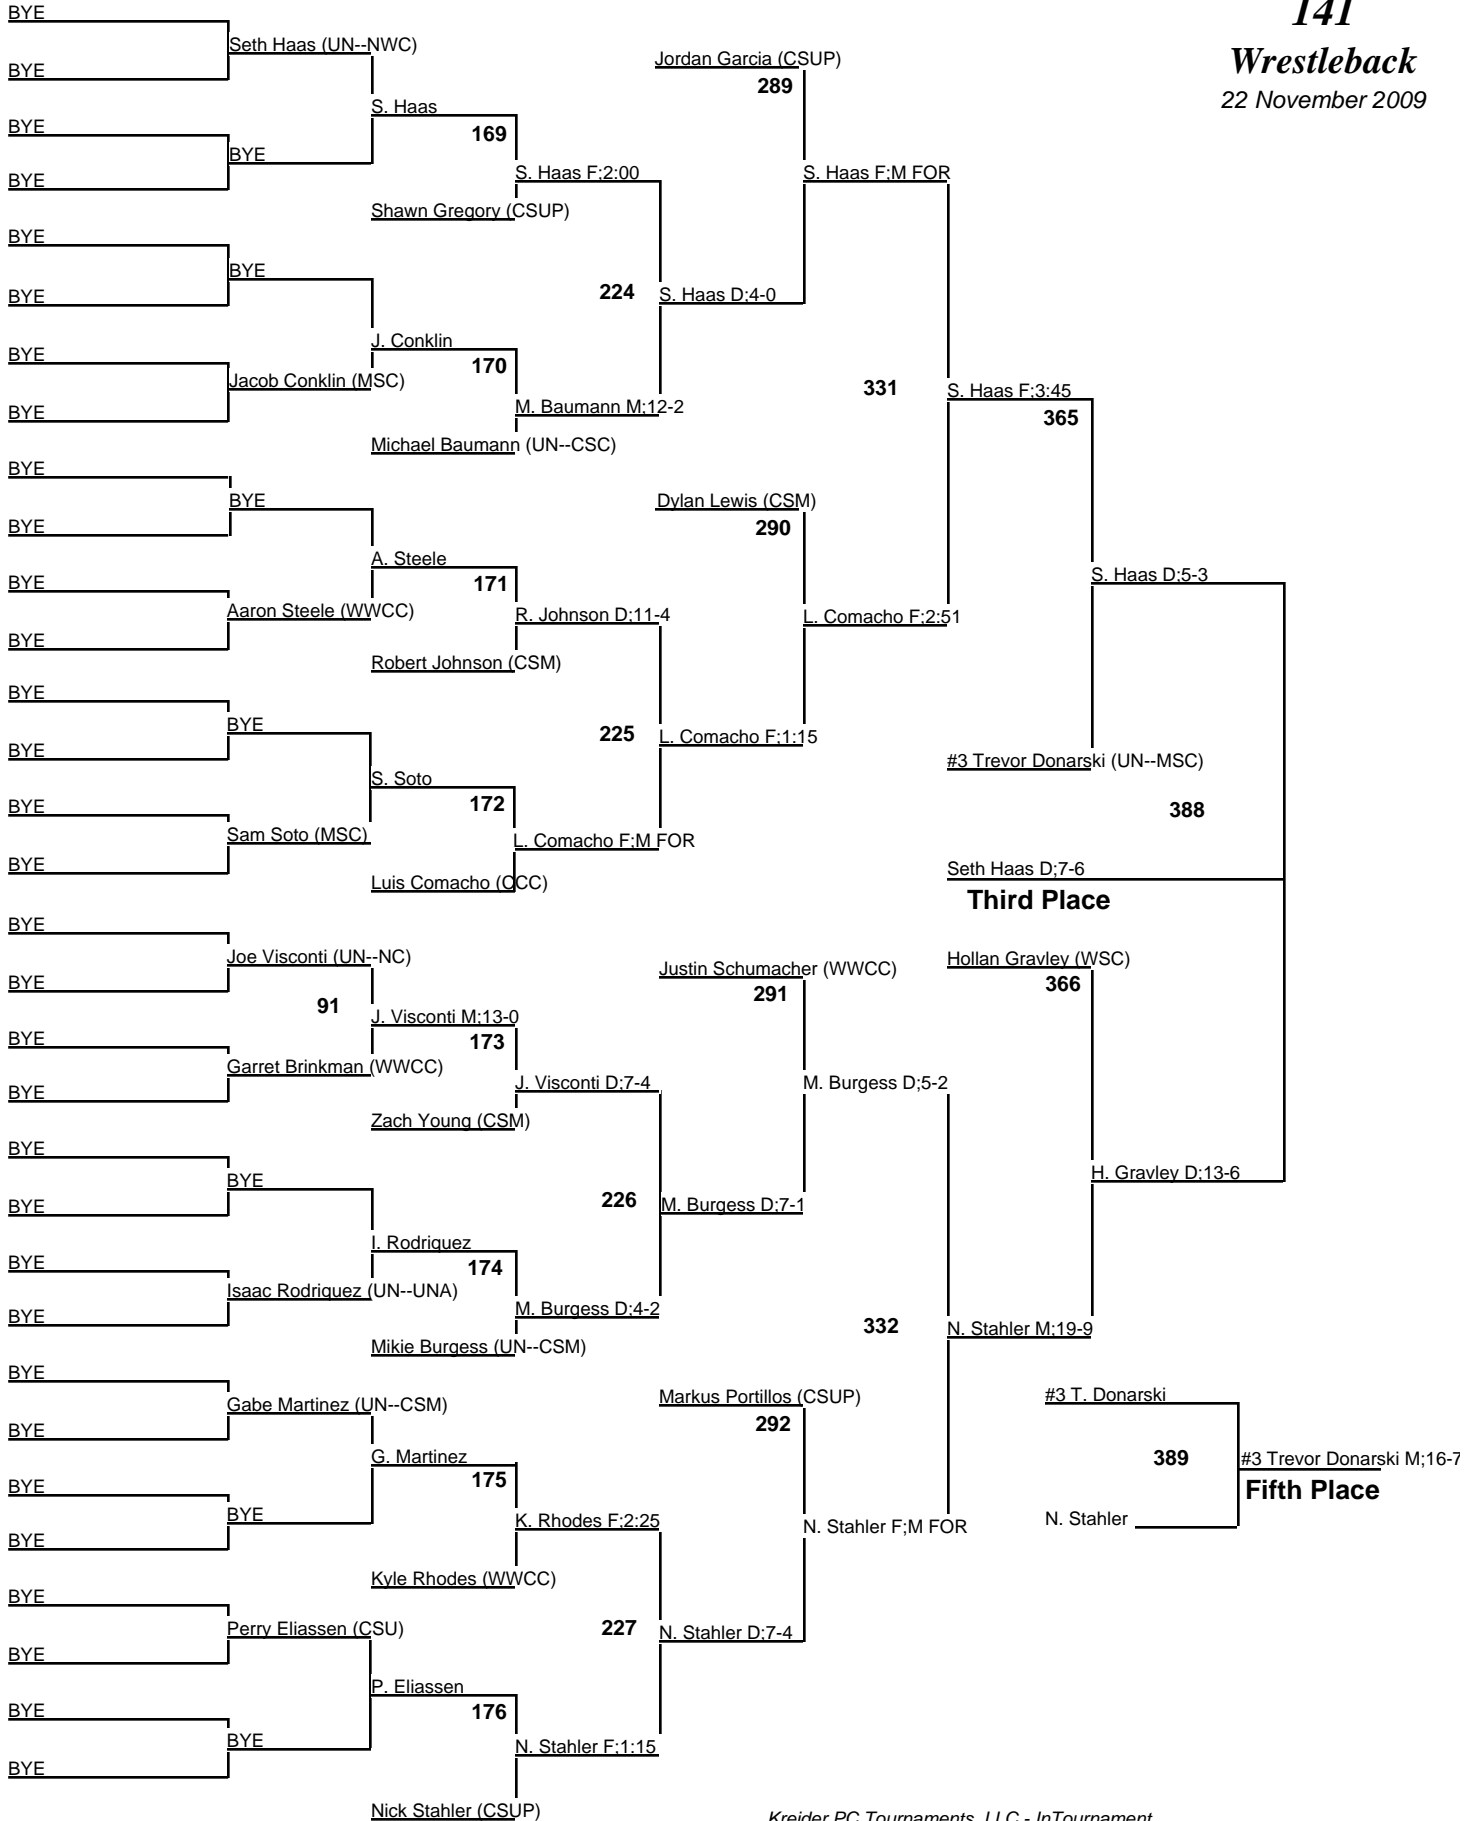 141
Wrestleback
22 November 2009
BYE
Seth Haas (UN--NWC)
Jordan Garcia (CSUP)
BYE
289
S. Haas
BYE
169
BYE
S. Haas F;2:00
S. Haas F;M FOR
BYE
Shawn Gregory (CSUP)
BYE
BYE
BYE
224
S. Haas D;4-0
J. Conklin
BYE
170
Jacob Conklin (MSC)
331
S. Haas F;3:45
BYE
M. Baumann M;12-2
365
Michael Baumann (UN--CSC)
BYE
BYE
Dylan Lewis (CSM)
BYE
290
A. Steele
BYE
171
S. Haas D;5-3
Aaron Steele (WWCC)
R. Johnson D;11-4
L. Comacho F;2:51
BYE
Robert Johnson (CSM)
BYE
BYE
225
L. Comacho F;1:15
BYE
#3 Trevor Donarski (UN--MSC)
S. Soto
BYE
172
388
Sam Soto (MSC)
L. Comacho F;M FOR
BYE
Seth Haas D;7-6
Luis Comacho (CCC)
Third Place
BYE
Joe Visconti (UN--NC)
Justin Schumacher (WWCC)
Hollan Gravley (WSC)
BYE
291
366
91
J. Visconti M;13-0
BYE
173
Garret Brinkman (WWCC)
J. Visconti D;7-4
M. Burgess D;5-2
BYE
Zach Young (CSM)
BYE
BYE
H. Gravley D;13-6
BYE
226
M. Burgess D;7-1
I. Rodriquez
BYE
174
Isaac Rodriquez (UN--UNA)
M. Burgess D;4-2
BYE
332
N. Stahler M;19-9
Mikie Burgess (UN--CSM)
BYE
Gabe Martinez (UN--CSM)
Markus Portillos (CSUP)
#3 T. Donarski
BYE
292
G. Martinez
389
#3 Trevor Donarski M;16-7
BYE
175
Fifth Place
BYE
K. Rhodes F;2:25
N. Stahler F;M FOR
N. Stahler
BYE
Kyle Rhodes (WWCC)
BYE
Perry Eliassen (CSU)
227
N. Stahler D;7-4
BYE
P. Eliassen
BYE
176
BYE
N. Stahler F;1:15
BYE
Nick Stahler (CSUP)
Kreider PC Tournaments, LLC - InTournament